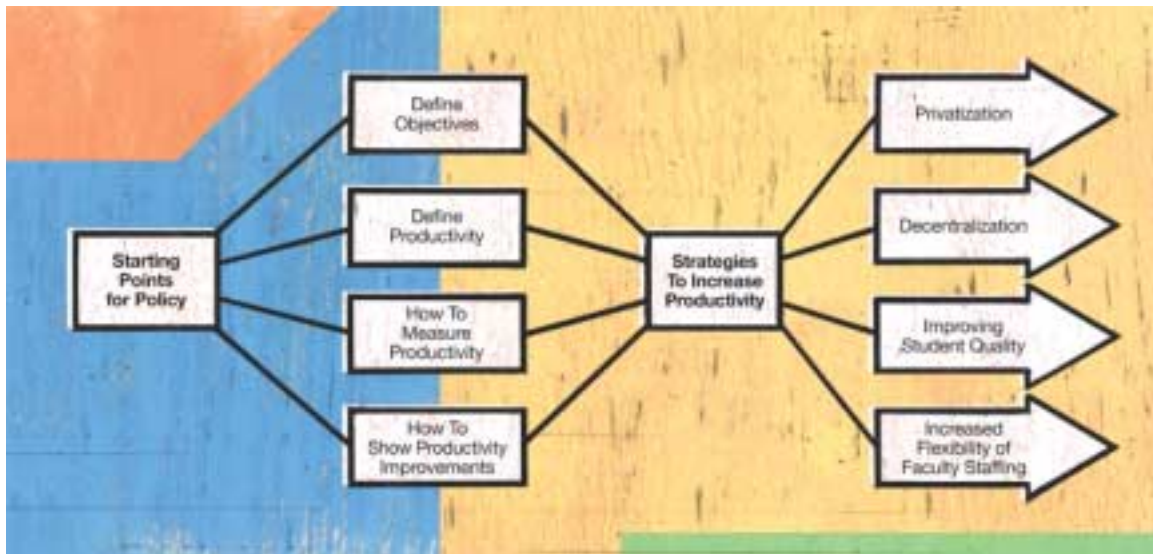 Starting
Points
for Policy
Define
Objectives
Define
Productivity
How To
Measure
Productivity
How To
Show Productivity
Improvements
Strategies
To Increase
Productivity
Privatization
Decentralization
Improving
Student Quality
Increased
Flexibility of
Faculty Staffing